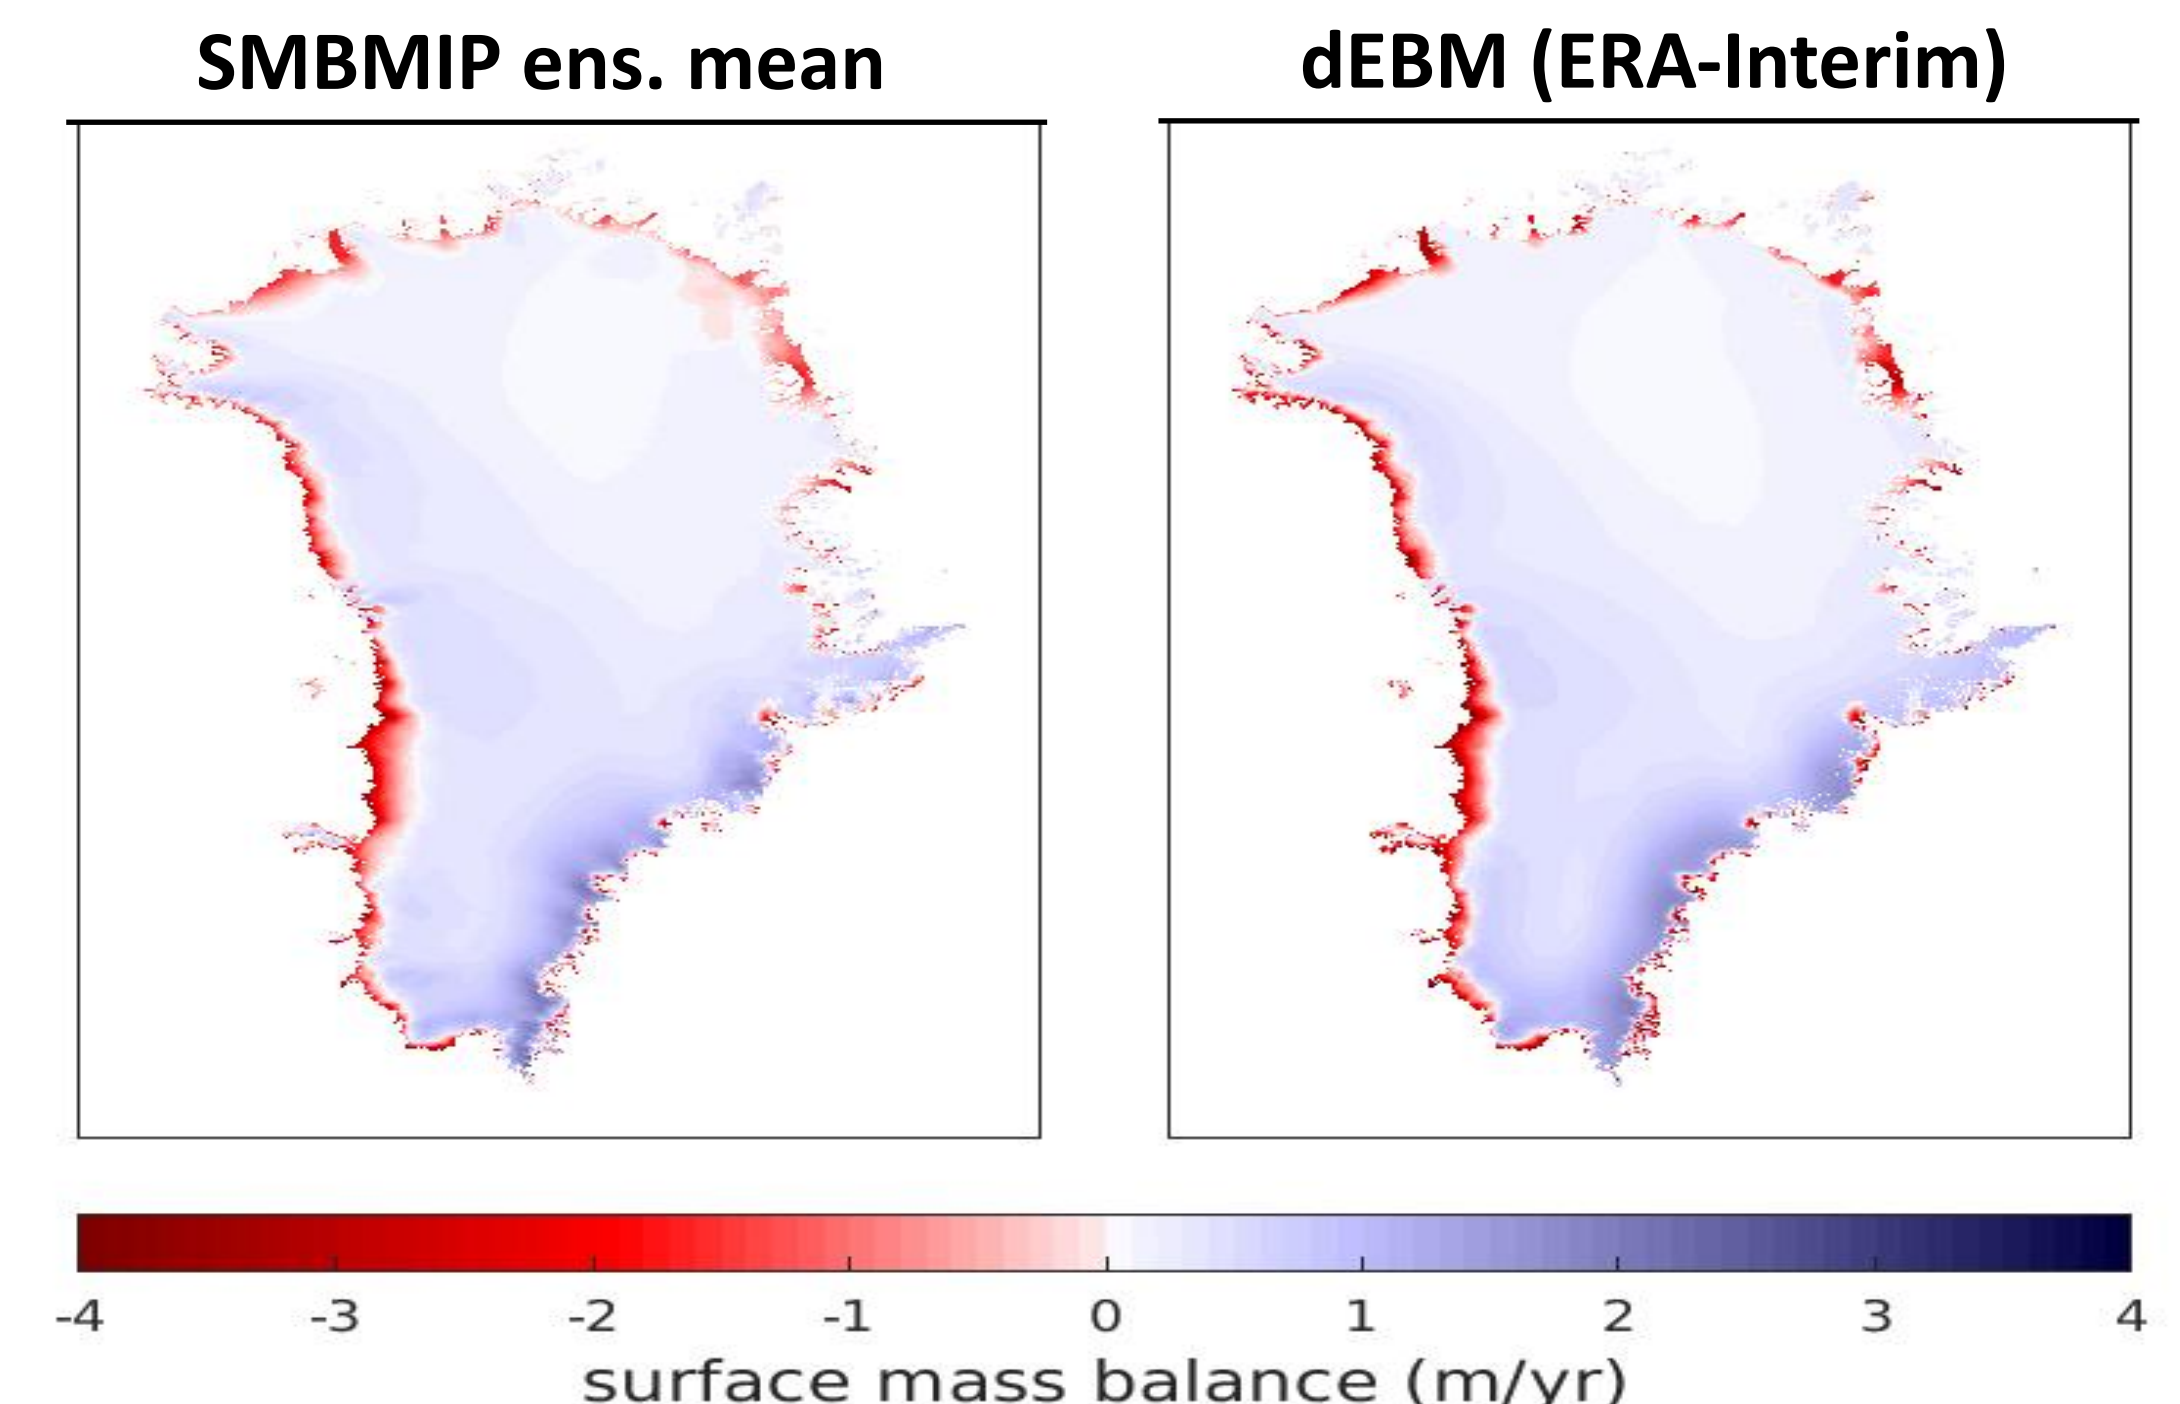 SMBMIP ens. mean
dEBM (ERA-Interim)
-4 -3 -2 -1 0 1 2 3 4
surface mass balance (m/yr)